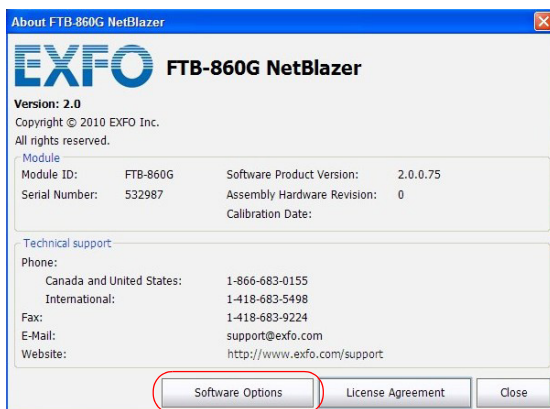 About FTB-860G NetBlazer
EXFO FTB-860G NetBlazer
Version: 2.0
Copyright © 2010 EXFO Inc.
All rights reserved.
Module
Module ID: FTB-860G Software Product Version: 2.0.0.75
Serial Number: 532987 Assembly Hardware Revision: 0
Calibration Date:
Technical support
Phone:
Canada and United States: 1-866-683-0155
International: 1-418-683-5498
Fax: 1-418-683-9224
E-Mail: support@exfo.com
Website: http://www.exfo.com/support
Software Options License Agreement Close